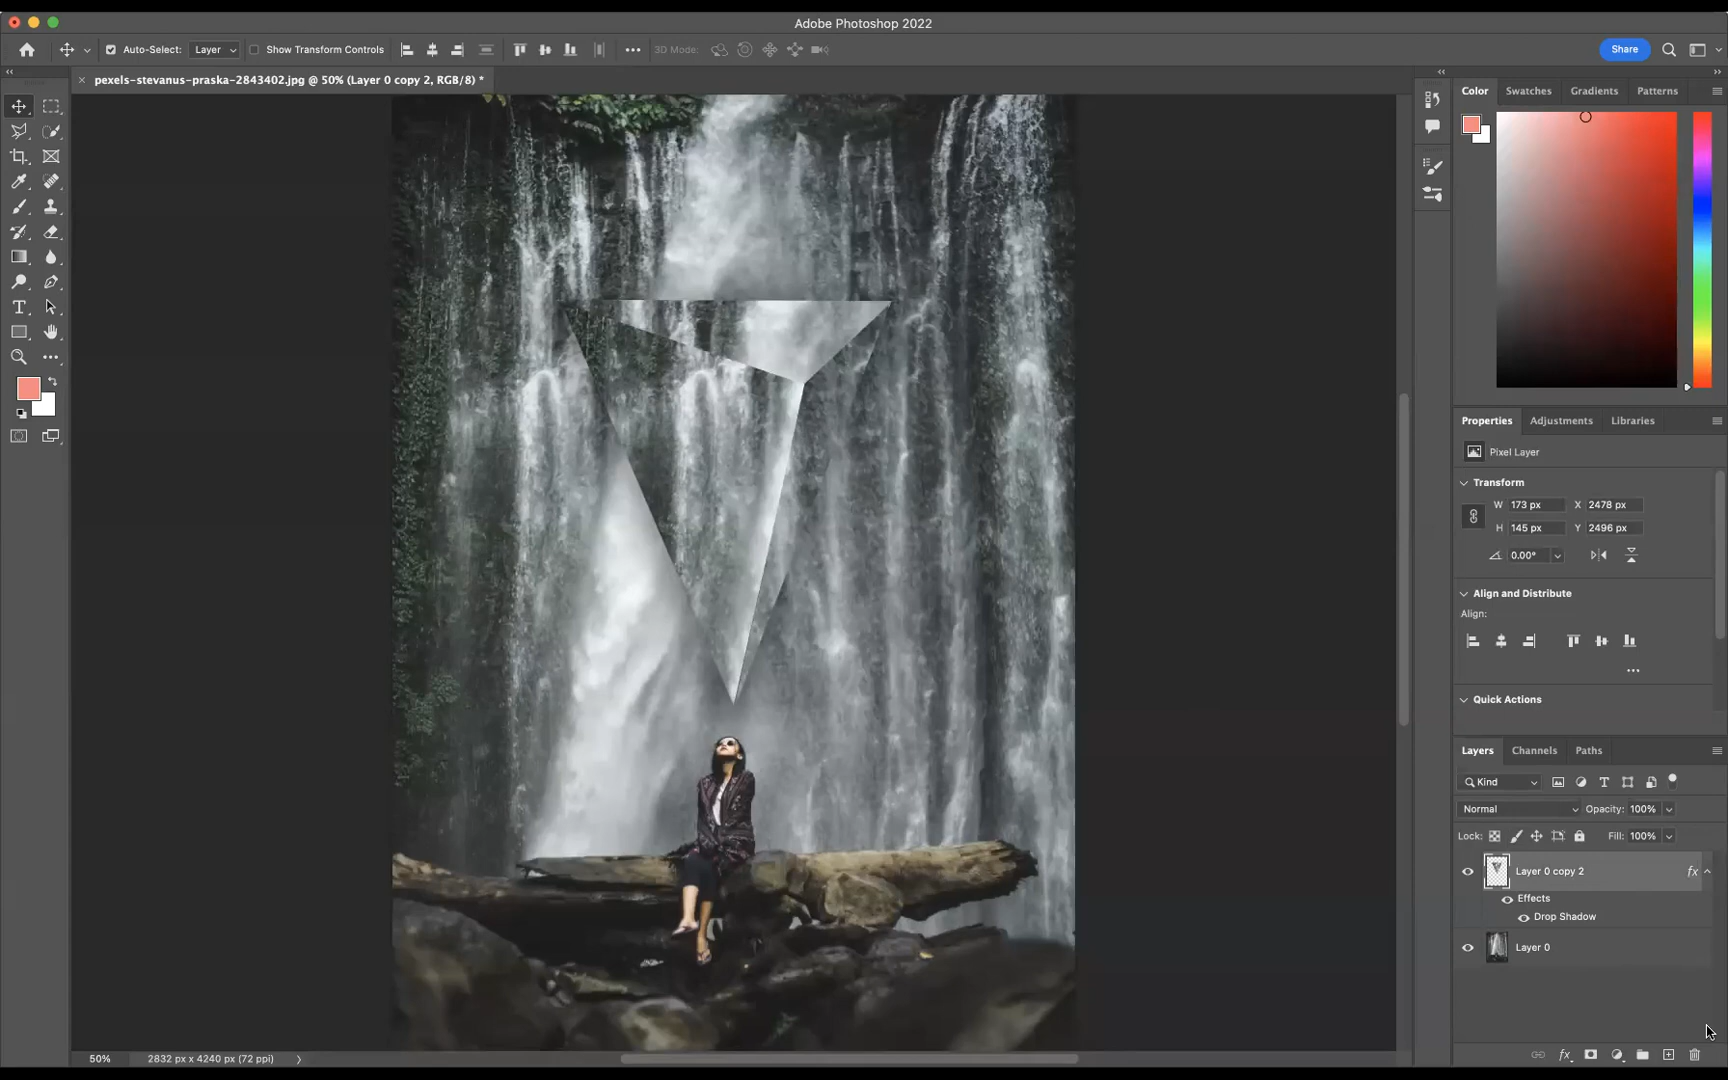 Adobe Photoshop 2022
Auto-Select: Layer Show Transform Controls 3D Mode: Share
pexels-stevanus-praska-2843402.jpg @ 50% (Layer 0 copy 2, RGB/8) *
Color Swatches Gradients Patterns
Properties Adjustments Libraries
Pixel Layer
Transform
W 173 px X 2478 px
H 145 px Y 2496 px
0.00°
Align and Distribute
Align:
Quick Actions
Layers Channels Paths
Kind
Normal Opacity: 100%
Lock: Fill: 100%
Layer 0 copy 2 fx
Effects
Drop Shadow
Layer 0
50% 2832 px x 4240 px (72 ppi)
fx